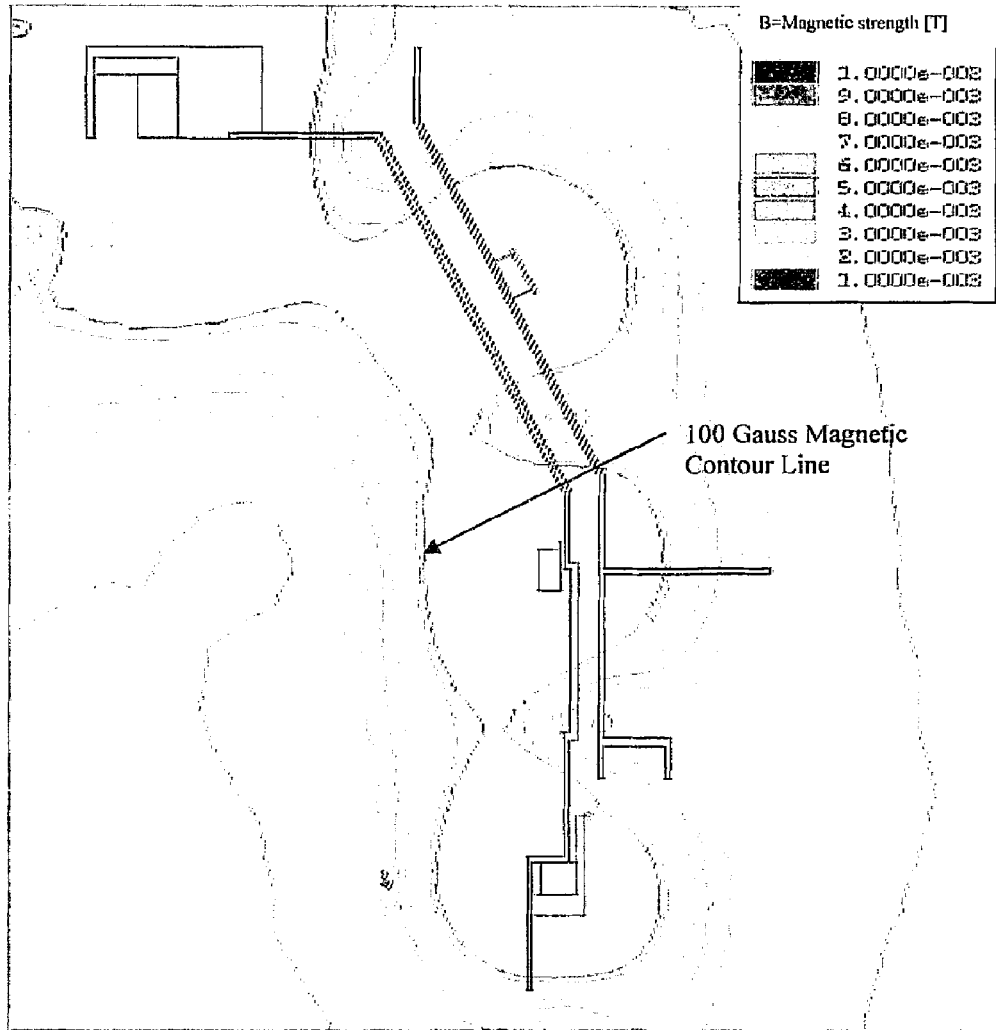 B=Magnetic strength [T]
1.0000e-002
9.0000e-003
8.0000e-003
7.0000e-003
6.0000e-003
5.0000e-003
4.0000e-003
3.0000e-003
2.0000e-003
1.0000e-003
100 Gauss Magnetic
Contour Line